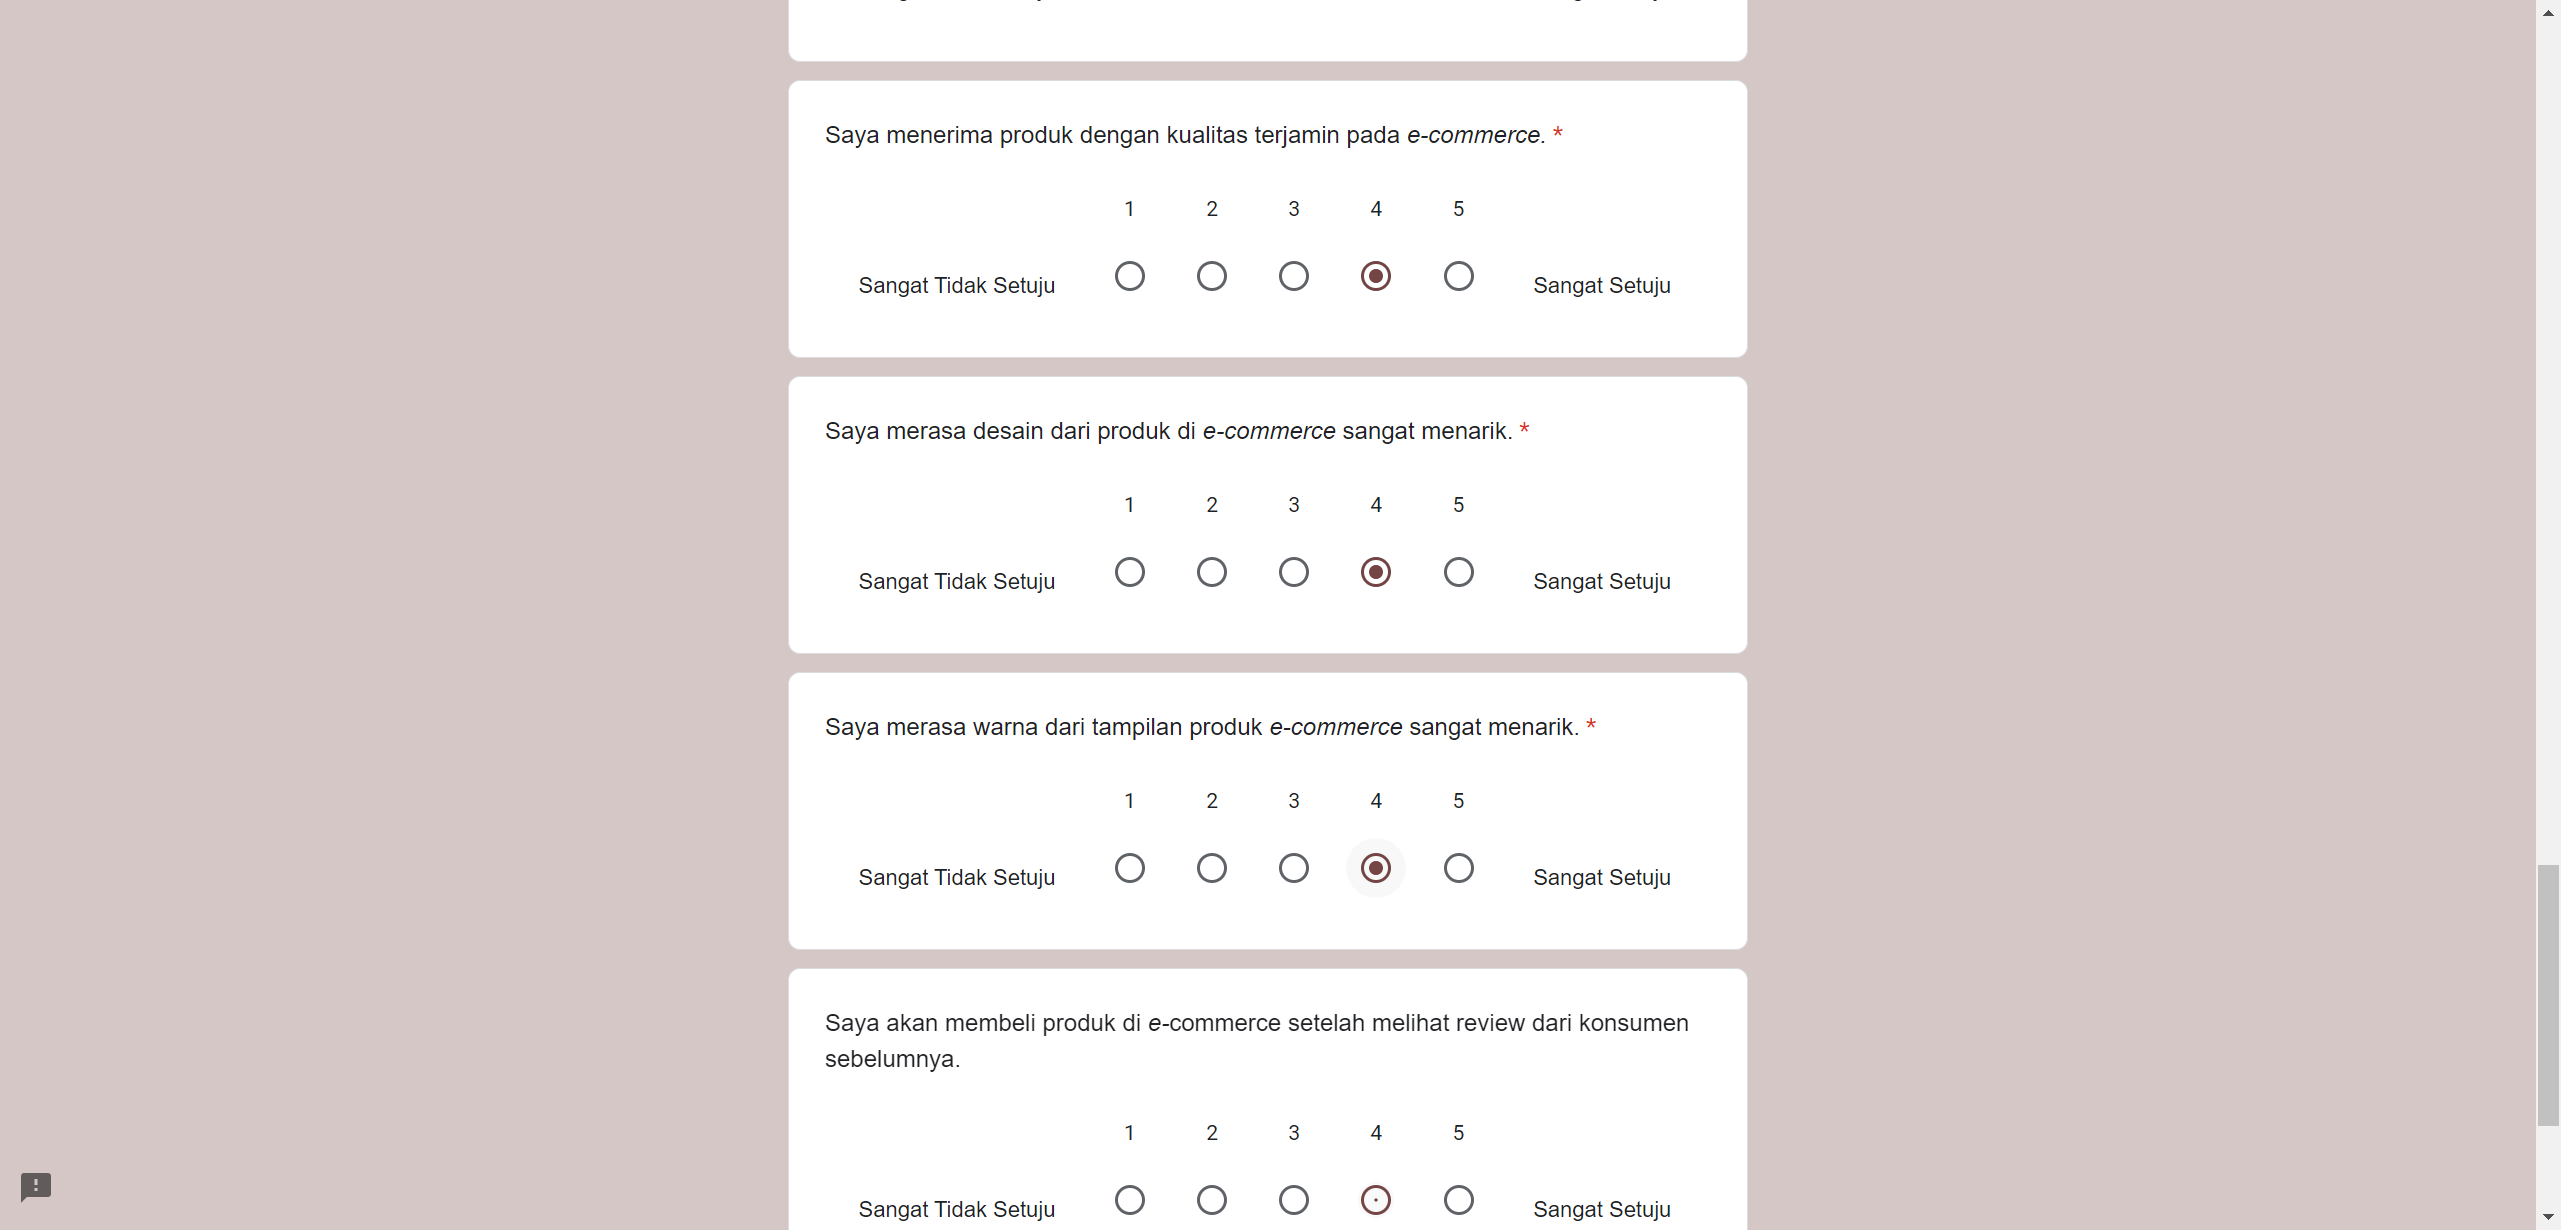 Saya menerima produk dengan kualitas terjamin pada e-commerce. *
1 2 3 4 5
Sangat Tidak Setuju Sangat Setuju
Saya merasa desain dari produk di e-commerce sangat menarik. *
1 2 3 4 5
Sangat Tidak Setuju Sangat Setuju
Saya merasa warna dari tampilan produk e-commerce sangat menarik. *
1 2 3 4 5
Sangat Tidak Setuju Sangat Setuju
Saya akan membeli produk di e-commerce setelah melihat review dari konsumen
sebelumnya.
1 2 3 4 5
Sangat Tidak Setuju Sangat Setuju